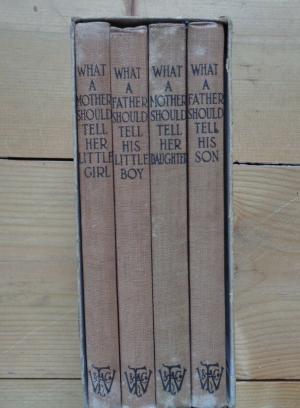 WHAT
A
MOTHER
SHOULD
TELL
HER
LITTLE
GIRL
WHAT
A
FATHER
SHOULD
TELL
HIS
LITTLE
BOY
WHAT
A
MOTHER
SHOULD
TELL
HER
DAUGHTER
WHAT
A
FATHER
SHOULD
TELL
HIS
SON